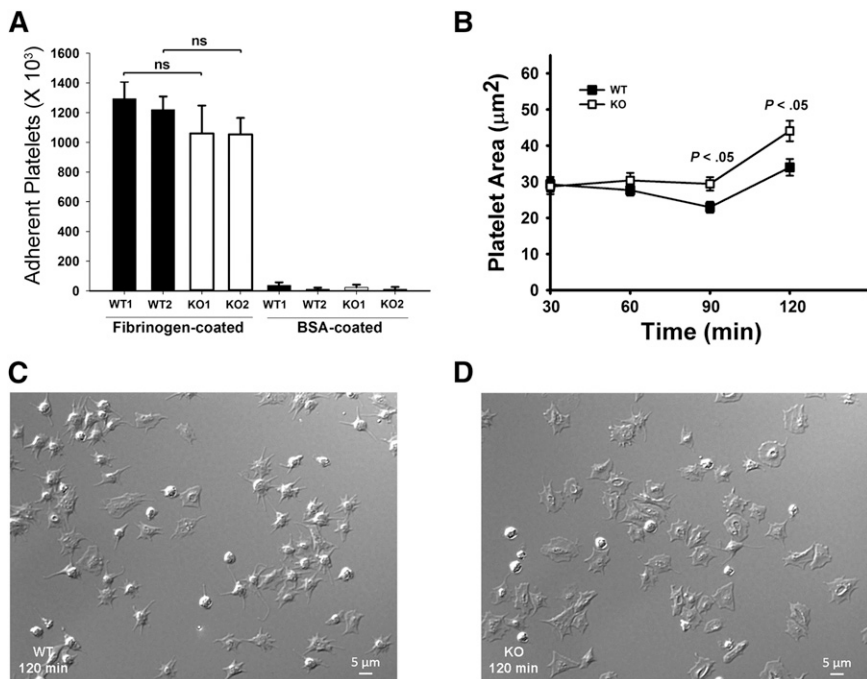 A
Adherent Platelets (X 10³)
1600
1400
1200
1000
800
600
400
200
0
ns
ns
WT1 WT2 KO1 KO2 WT1 WT2 KO1 KO2
Fibrinogen-coated BSA-coated
B
Platelet Area (μm²)
60
50
40
30
20
10
0
WT
KO
P < .05
P < .05
30 60 90 120
Time (min)
C
WT
120 min
5 μm
D
KO
120 min
5 μm